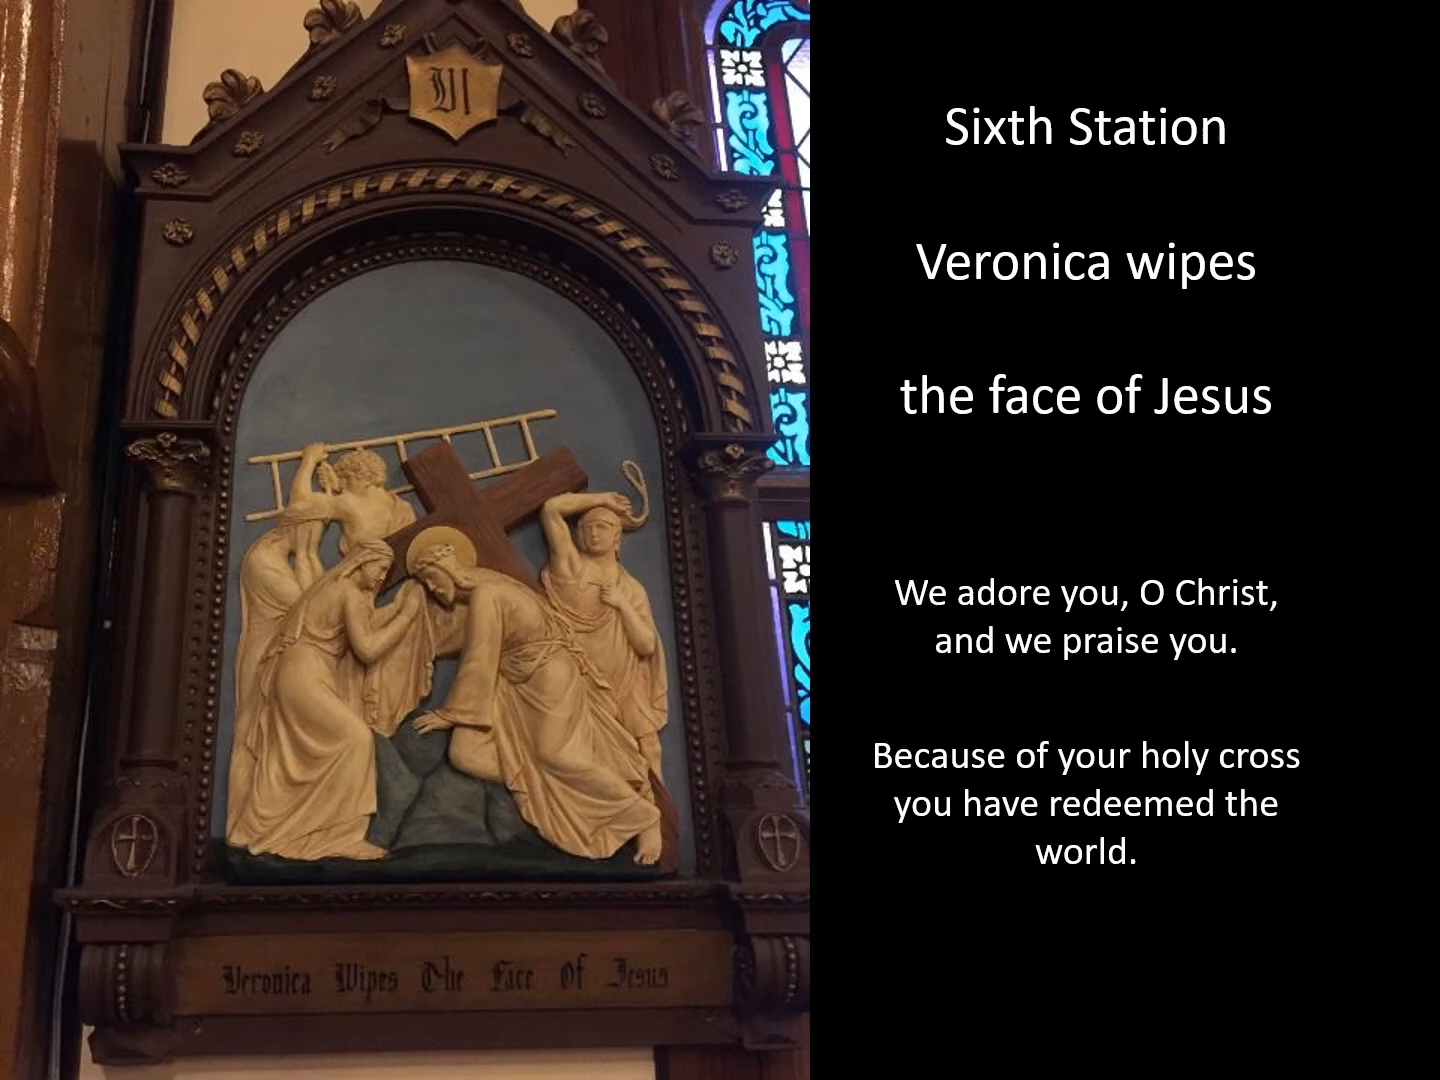 VI
Veronica Wipes The Face Of Jesus
Sixth Station
Veronica wipes
the face of Jesus
We adore you, O Christ,
and we praise you.
Because of your holy cross
you have redeemed the
world.